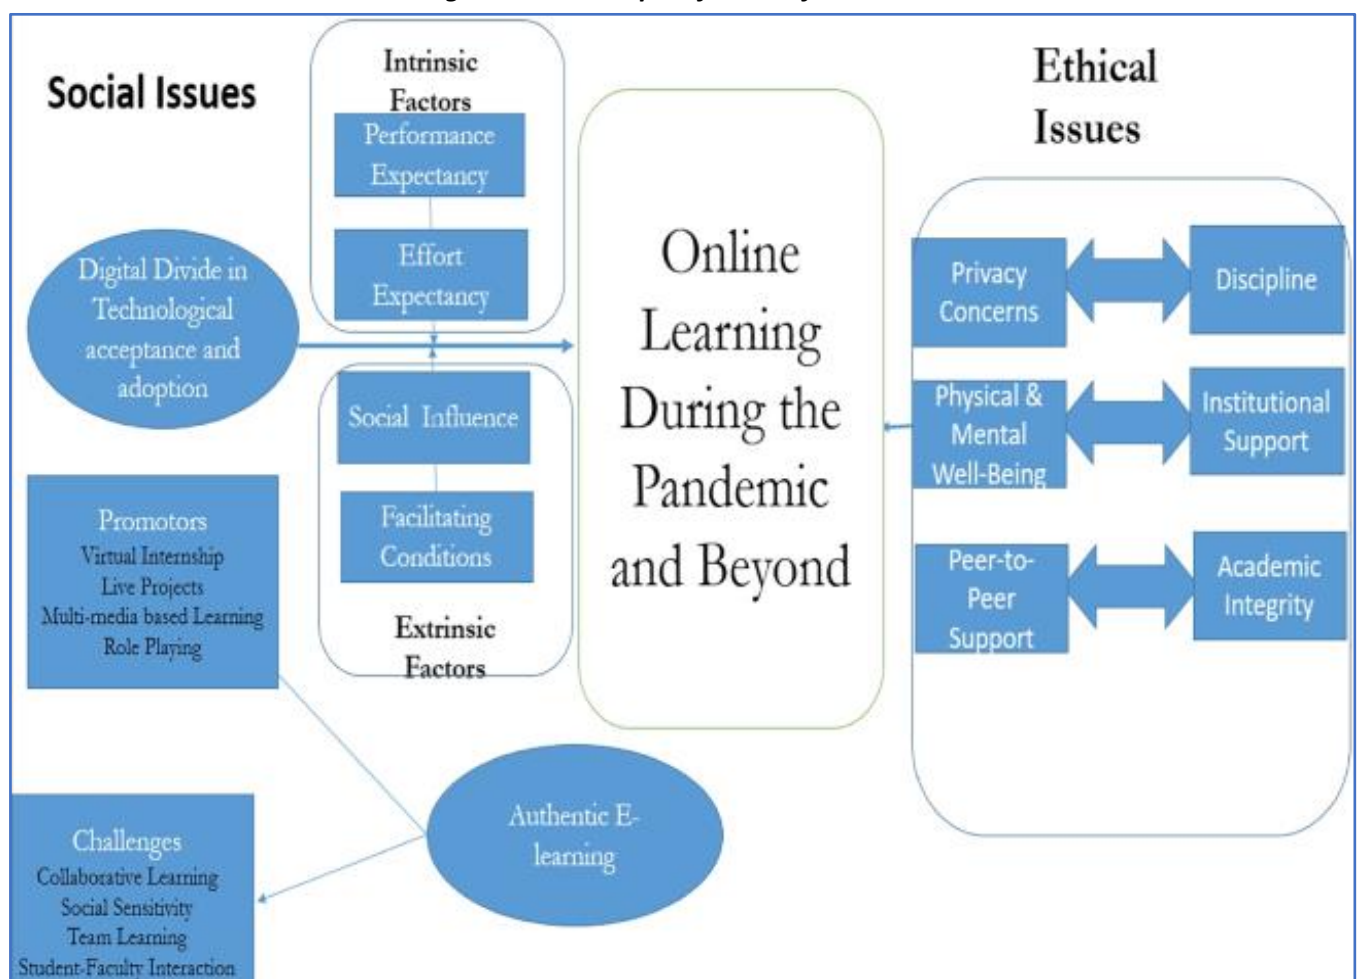 Social Issues
Intrinsic
Factors
Performance
Expectancy
Effort
Expectancy
Digital Divide in
Technological
acceptance and
adoption
Social Influence
Facilitating
Conditions
Extrinsic
Factors
Promotors
Virtual Internship
Live Projects
Multi-media based Learning
Role Playing
Challenges
Collaborative Learning
Social Sensitivity
Team Learning
Student-Faculty Interaction
Authentic E-
learning
Online
Learning
During the
Pandemic
and Beyond
Ethical
Issues
Privacy
Concerns
Discipline
Physical &
Mental
Well-Being
Institutional
Support
Peer-to-
Peer
Support
Academic
Integrity